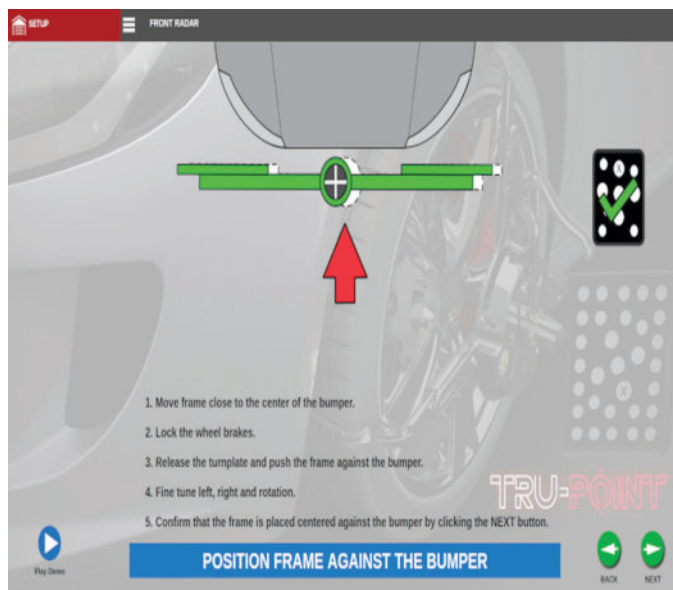 SETUP
FRONT RADAR
X
1. Move frame close to the center of the bumper.
2. Lock the wheel brakes.
3. Release the turnplate and push the frame against the bumper.
X
4. Fine tune left, right and rotation.
TRU-POINT
5. Confirm that the frame is placed centered against the bumper by clicking the NEXT button.
POSITION FRAME AGAINST THE BUMPER
Play Demo
BACK
NEXT